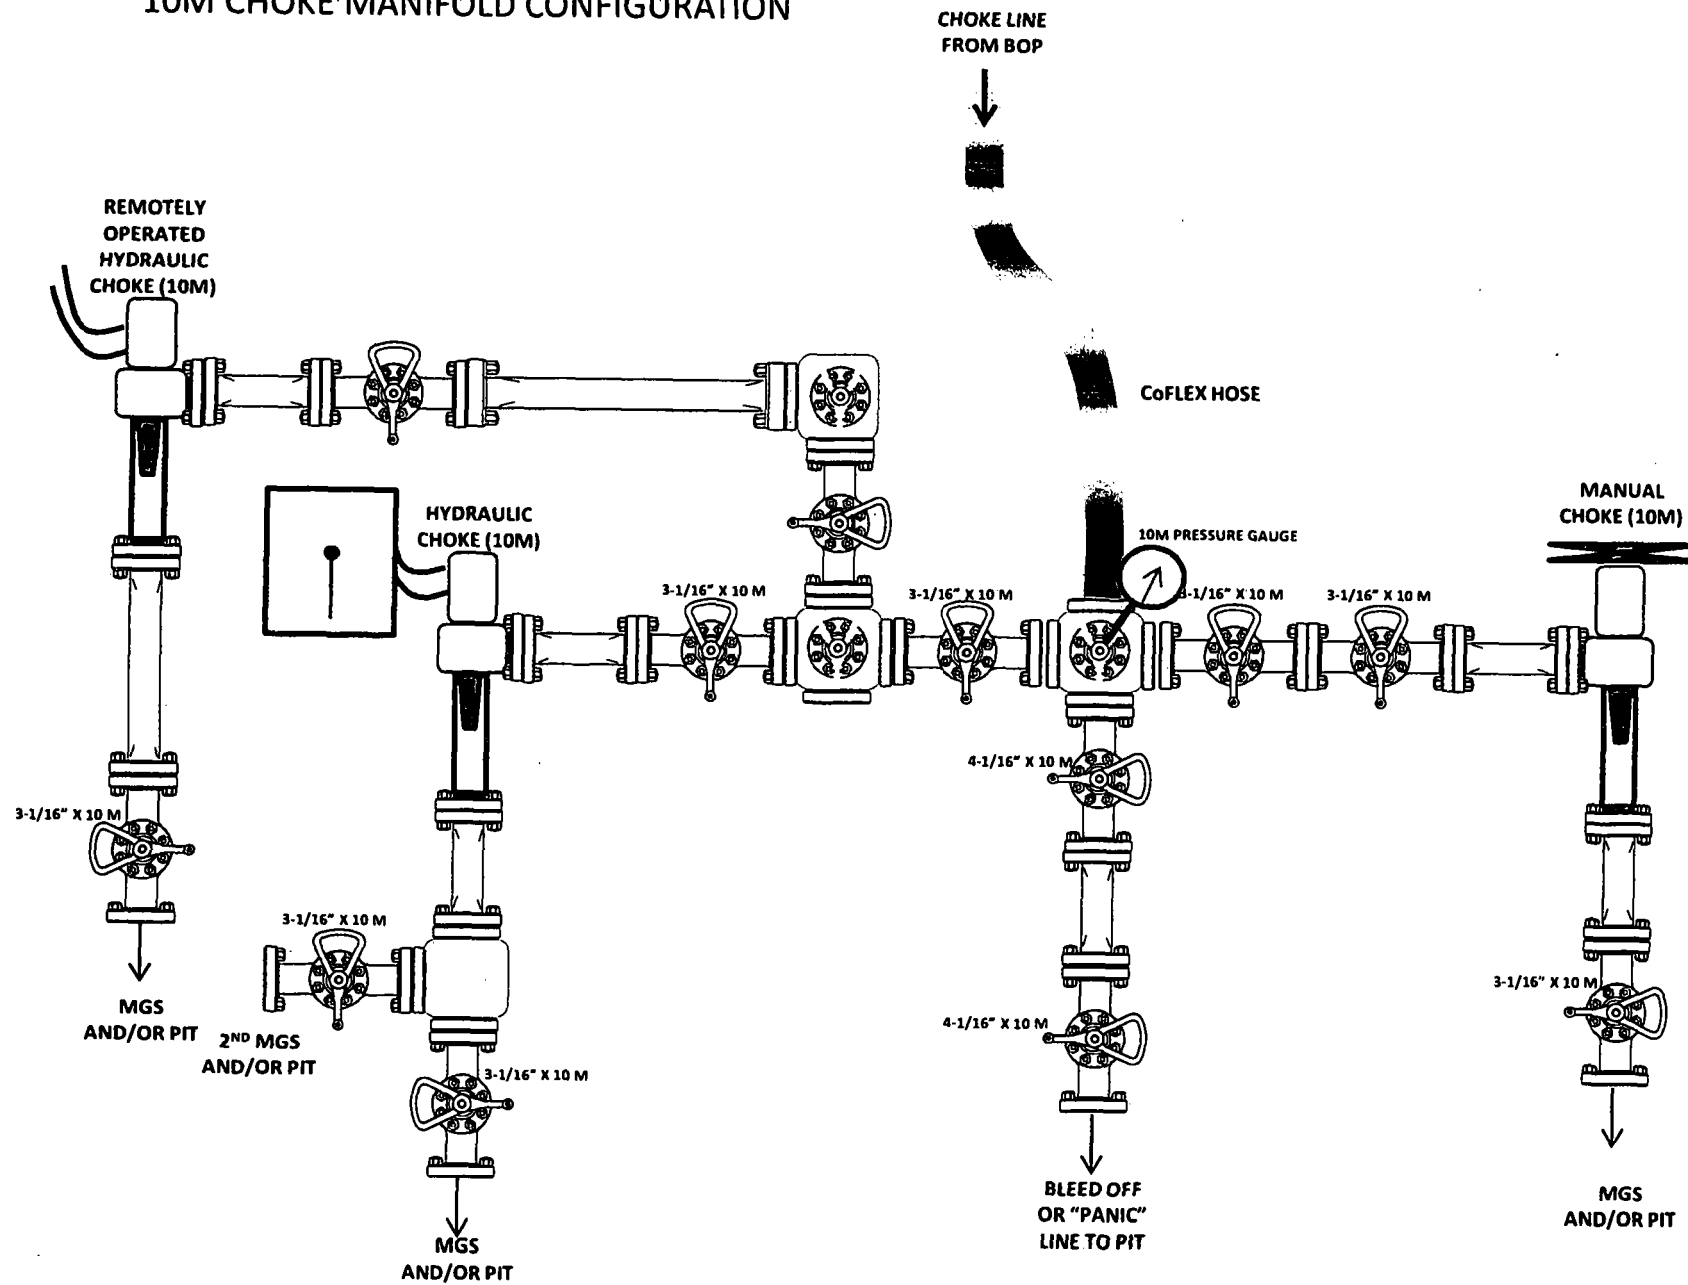 10M CHOKE MANIFOLD CONFIGURATION
CHOKE LINE
FROM BOP
REMOTELY
OPERATED
HYDRAULIC
CHOKE (10M)
CoFLEX HOSE
HYDRAULIC
CHOKE (10M)
MANUAL
CHOKE (10M)
10M PRESSURE GAUGE
3-1/16" X 10 M
3-1/16" X 10 M
3-1/16" X 10 M
3-1/16" X 10 M
4-1/16" X 10 M
3-1/16" X 10 M
3-1/16" X 10 M
3-1/16" X 10 M
4-1/16" X 10 M
MGS
AND/OR PIT
2ND MGS
AND/OR PIT
3-1/16" X 10 M
BLEED OFF
OR "PANIC"
LINE TO PIT
MGS
AND/OR PIT
MGS
AND/OR PIT